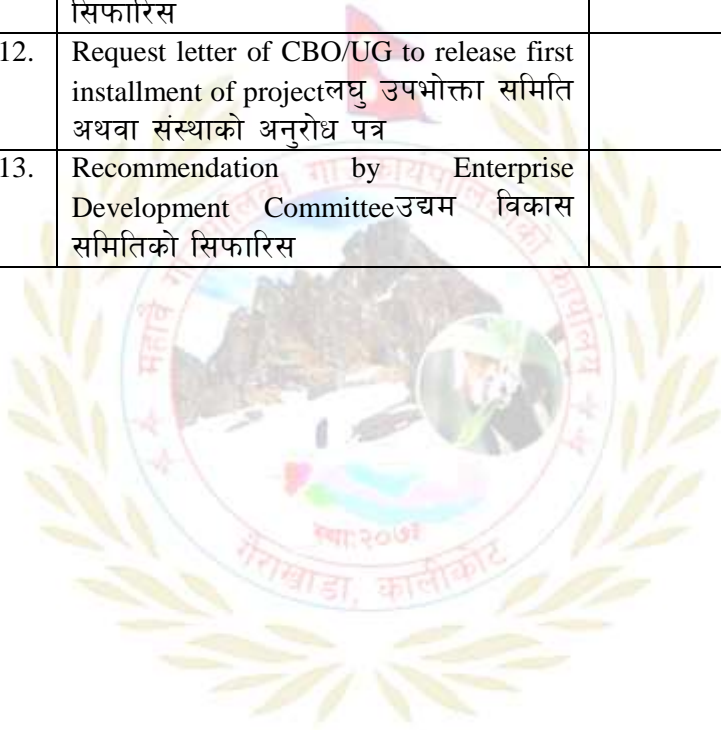 सिफारिस
12. Request letter of CBO/UG to release first
installment of projectलघु उपभोक्ता समिति
अथवा संस्थाको अनुरोध पत्र
13. Recommendation by Enterprise
Development Committeeउद्यम विकास
समितिको सिफारिस
स्था:२०७३
गैराखाडा, कालीकोट